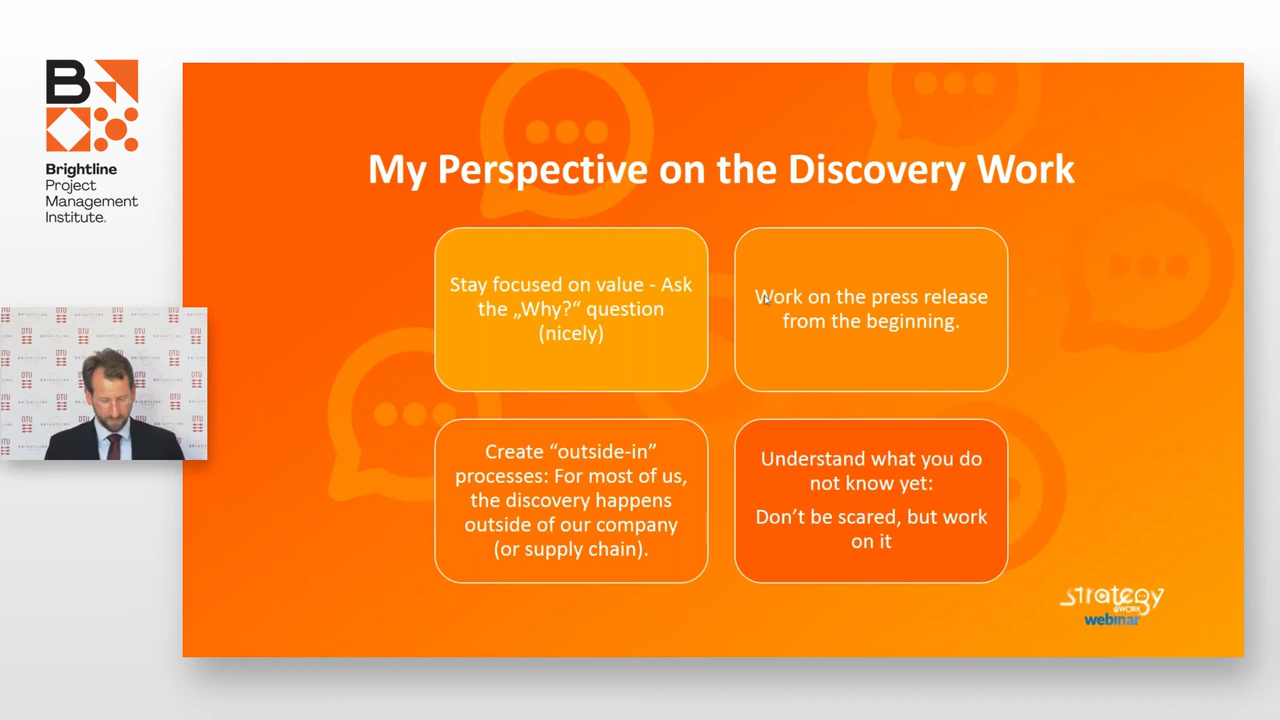 B
Brightline
Project
Management
Institute.
My Perspective on the Discovery Work
Stay focused on value - Ask
the „Why?“ question
(nicely)
Work on the press release
from the beginning.
Create “outside-in”
processes: For most of us,
the discovery happens
outside of our company
(or supply chain).
Understand what you do
not know yet:
Don’t be scared, but work
on it
strategy
@WORK
webinar
DTU
BRIGHTLINE